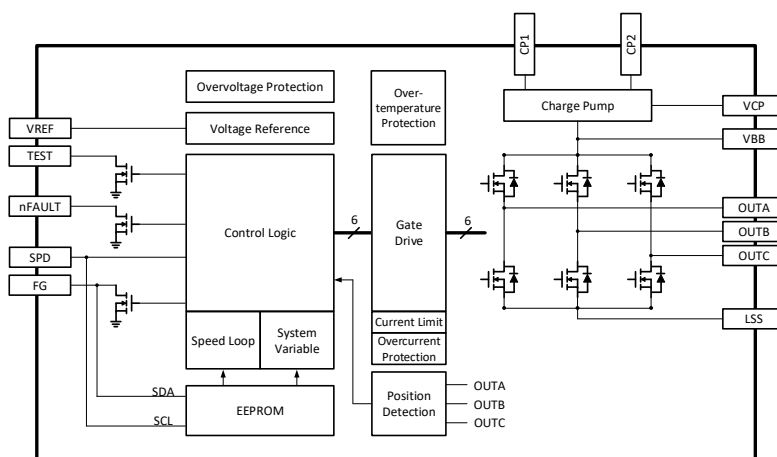 CP1
CP2
Overvoltage Protection
Over-
temperature
Protection
Charge Pump
VCP
VREF
Voltage Reference
VBB
TEST
nFAULT
Control Logic
6
Gate
Drive
6
OUTA
OUTB
OUTC
SPD
FG
LSS
Speed Loop
System
Variable
Current Limit
Overcurrent
Protection
SDA
SCL
EEPROM
Position
Detection
OUTA
OUTB
OUTC